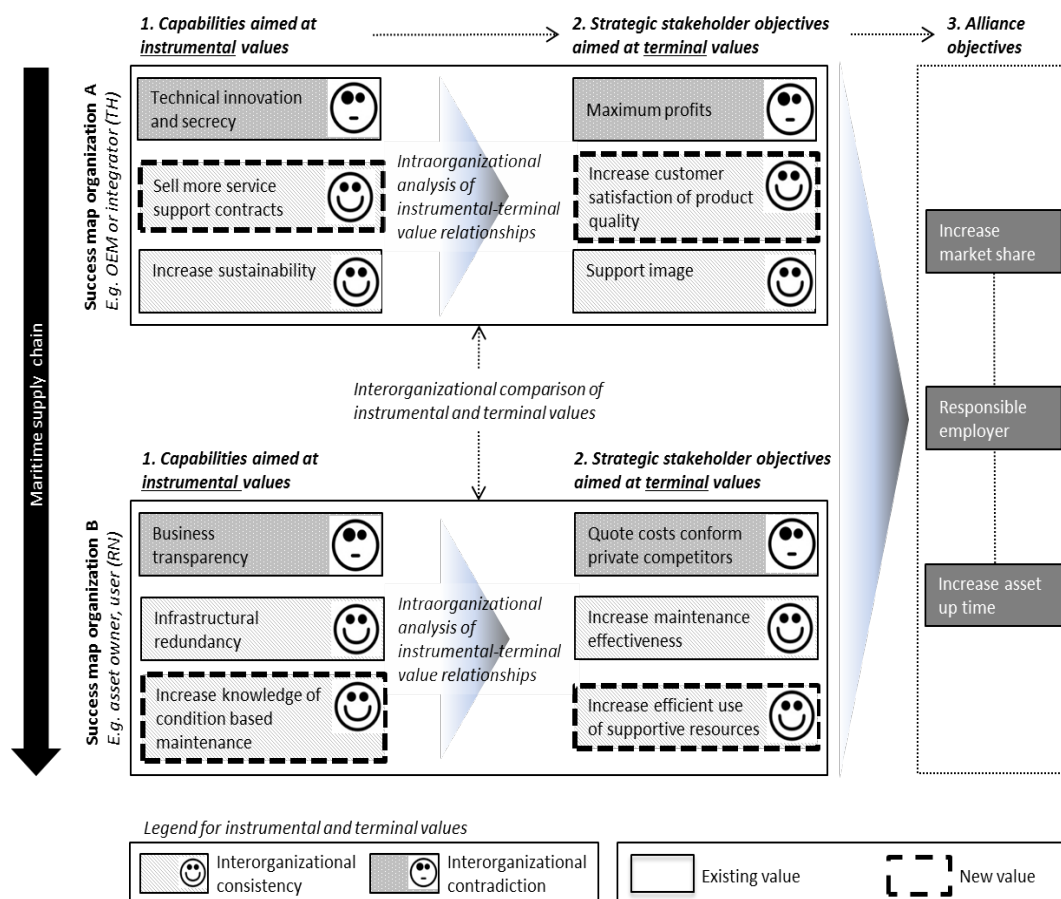 1. Capabilities aimed at
instrumental values
2. Strategic stakeholder objectives
aimed at terminal values
3. Alliance
objectives
Maritime supply chain
Success map organization A
E.g. OEM or integrator (TH)
Technical innovation
and secrecy
Sell more service
support contracts
Increase sustainability
Intraorganizational
analysis of
instrumental-terminal
value relationships
Maximum profits
Increase customer
satisfaction of product
quality
Support image
Interorganizational comparison of
instrumental and terminal values
Success map organization B
E.g. asset owner, user (RN)
1. Capabilities aimed at
instrumental values
2. Strategic stakeholder objectives
aimed at terminal values
Business
transparency
Infrastructural
redundancy
Increase knowledge of
condition based
maintenance
Intraorganizational
analysis of
instrumental-terminal
value relationships
Quote costs conform
private competitors
Increase maintenance
effectiveness
Increase efficient use
of supportive resources
Increase
market share
Responsible
employer
Increase asset
up time
Legend for instrumental and terminal values
Interorganizational
consistency
Interorganizational
contradiction
Existing value
New value